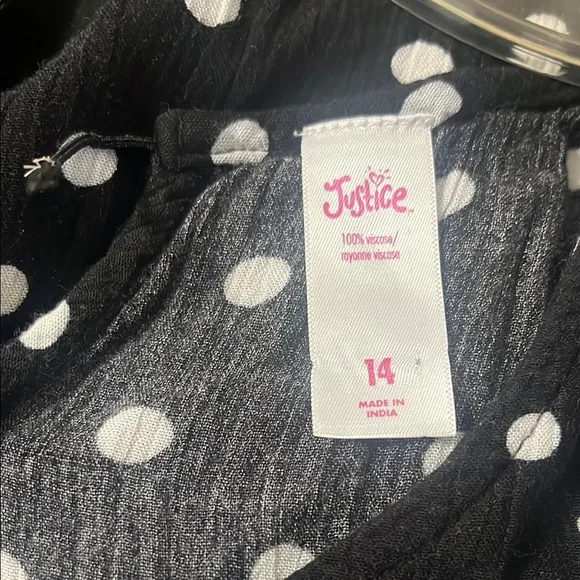 Justice
100% viscose/
rayonne viscose
14
MADE IN
INDIA